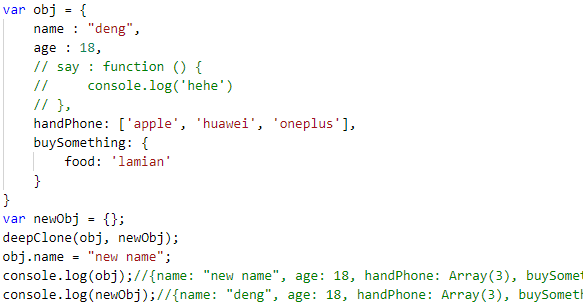 var obj = {
    name : "deng",
    age : 18,
    // say : function () {
    //     console.log('hehe')
    // },
    handPhone: ['apple', 'huawei', 'oneplus'],
    buySomething: {
        food: 'lamian'
    }
}
var newObj = {};
deepClone(obj, newObj);
obj.name = "new name";
console.log(obj);//{name: "new name", age: 18, handPhone: Array(3), buySomet
console.log(newObj);//{name: "deng", age: 18, handPhone: Array(3), buySomet